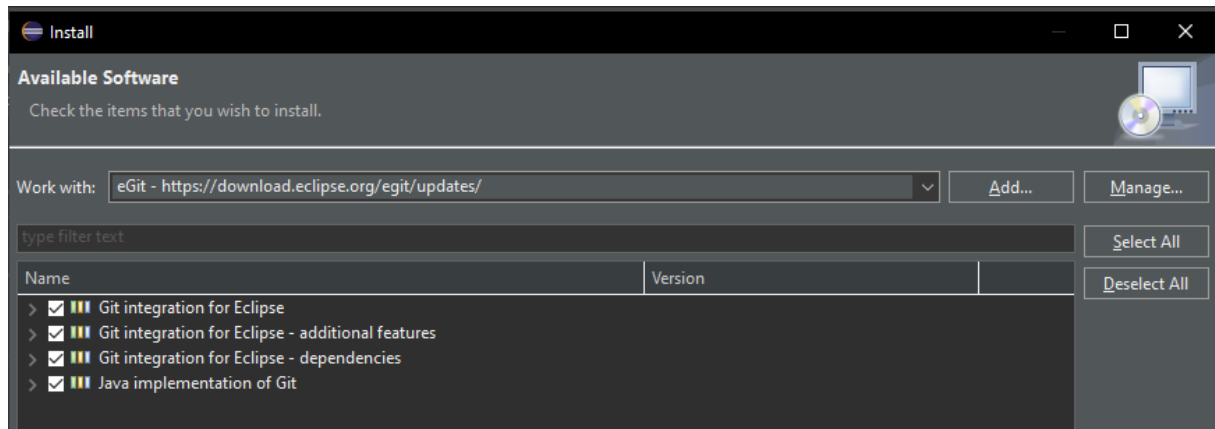 Install
Available Software
Check the items that you wish to install.
Work with: eGit - https://download.eclipse.org/egit/updates/ Add... Manage...
type filter text Select All
Name Version Deselect All
Git integration for Eclipse
Git integration for Eclipse - additional features
Git integration for Eclipse - dependencies
Java implementation of Git